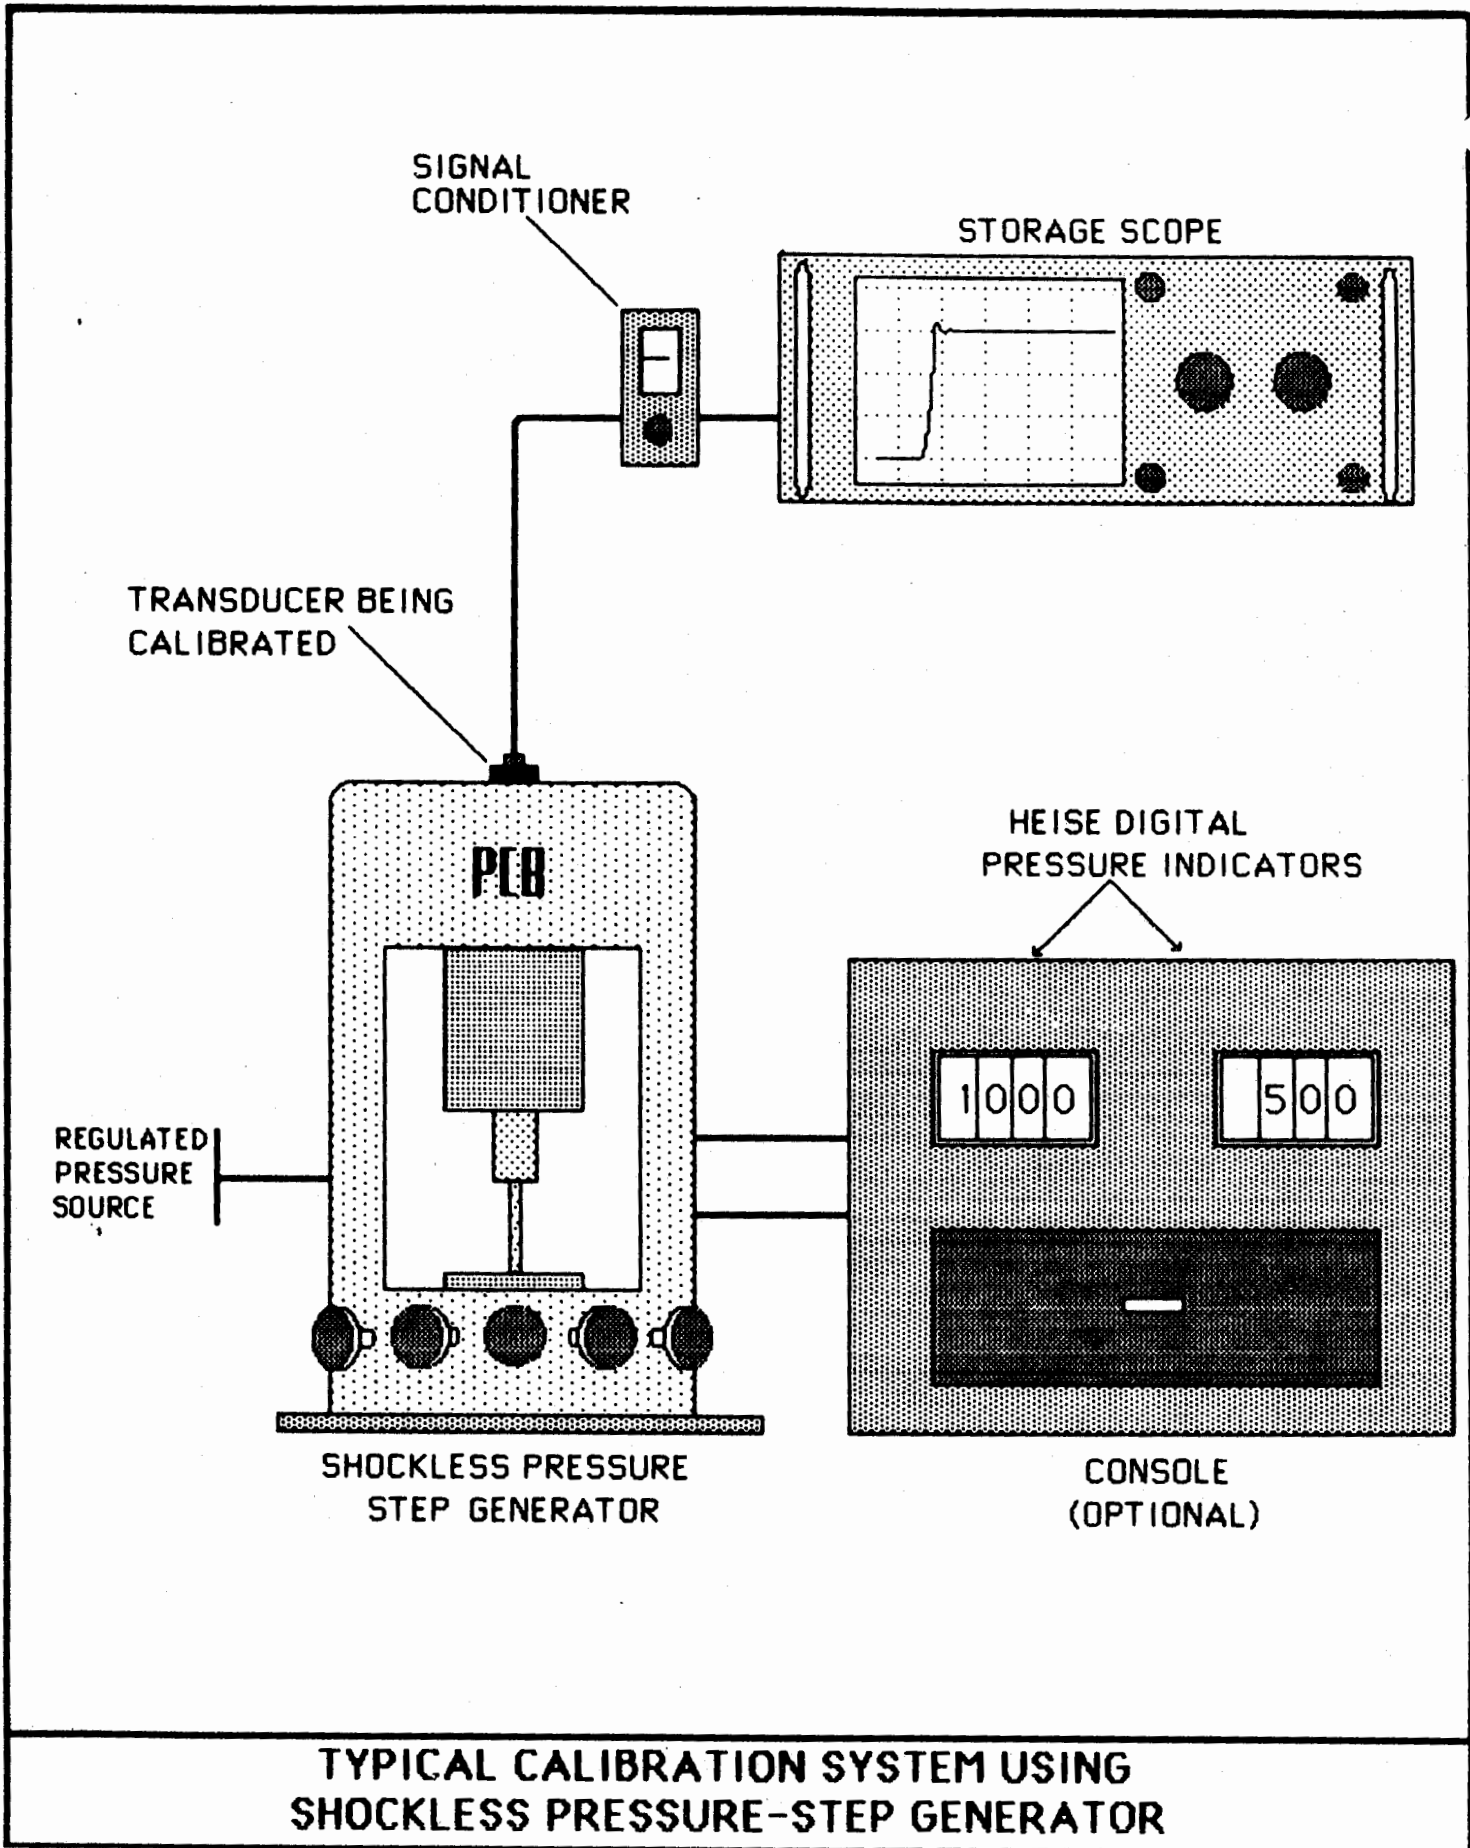 SIGNAL
CONDITIONER
STORAGE SCOPE
TRANSDUCER BEING
CALIBRATED
PCB
HEISE DIGITAL
PRESSURE INDICATORS
1000
500
REGULATED
PRESSURE
SOURCE
SHOCKLESS PRESSURE
STEP GENERATOR
CONSOLE
(OPTIONAL)
TYPICAL CALIBRATION SYSTEM USING
SHOCKLESS PRESSURE-STEP GENERATOR